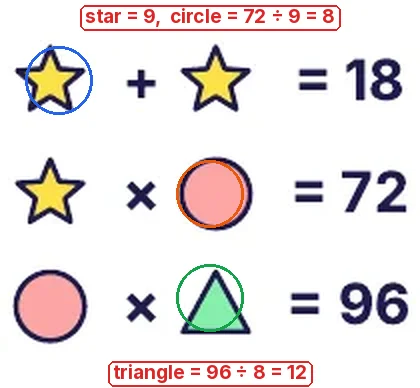 star = 9, circle = 72 ÷ 9 = 8
+ = 18
× = 72
× = 96
triangle = 96 ÷ 8 = 12